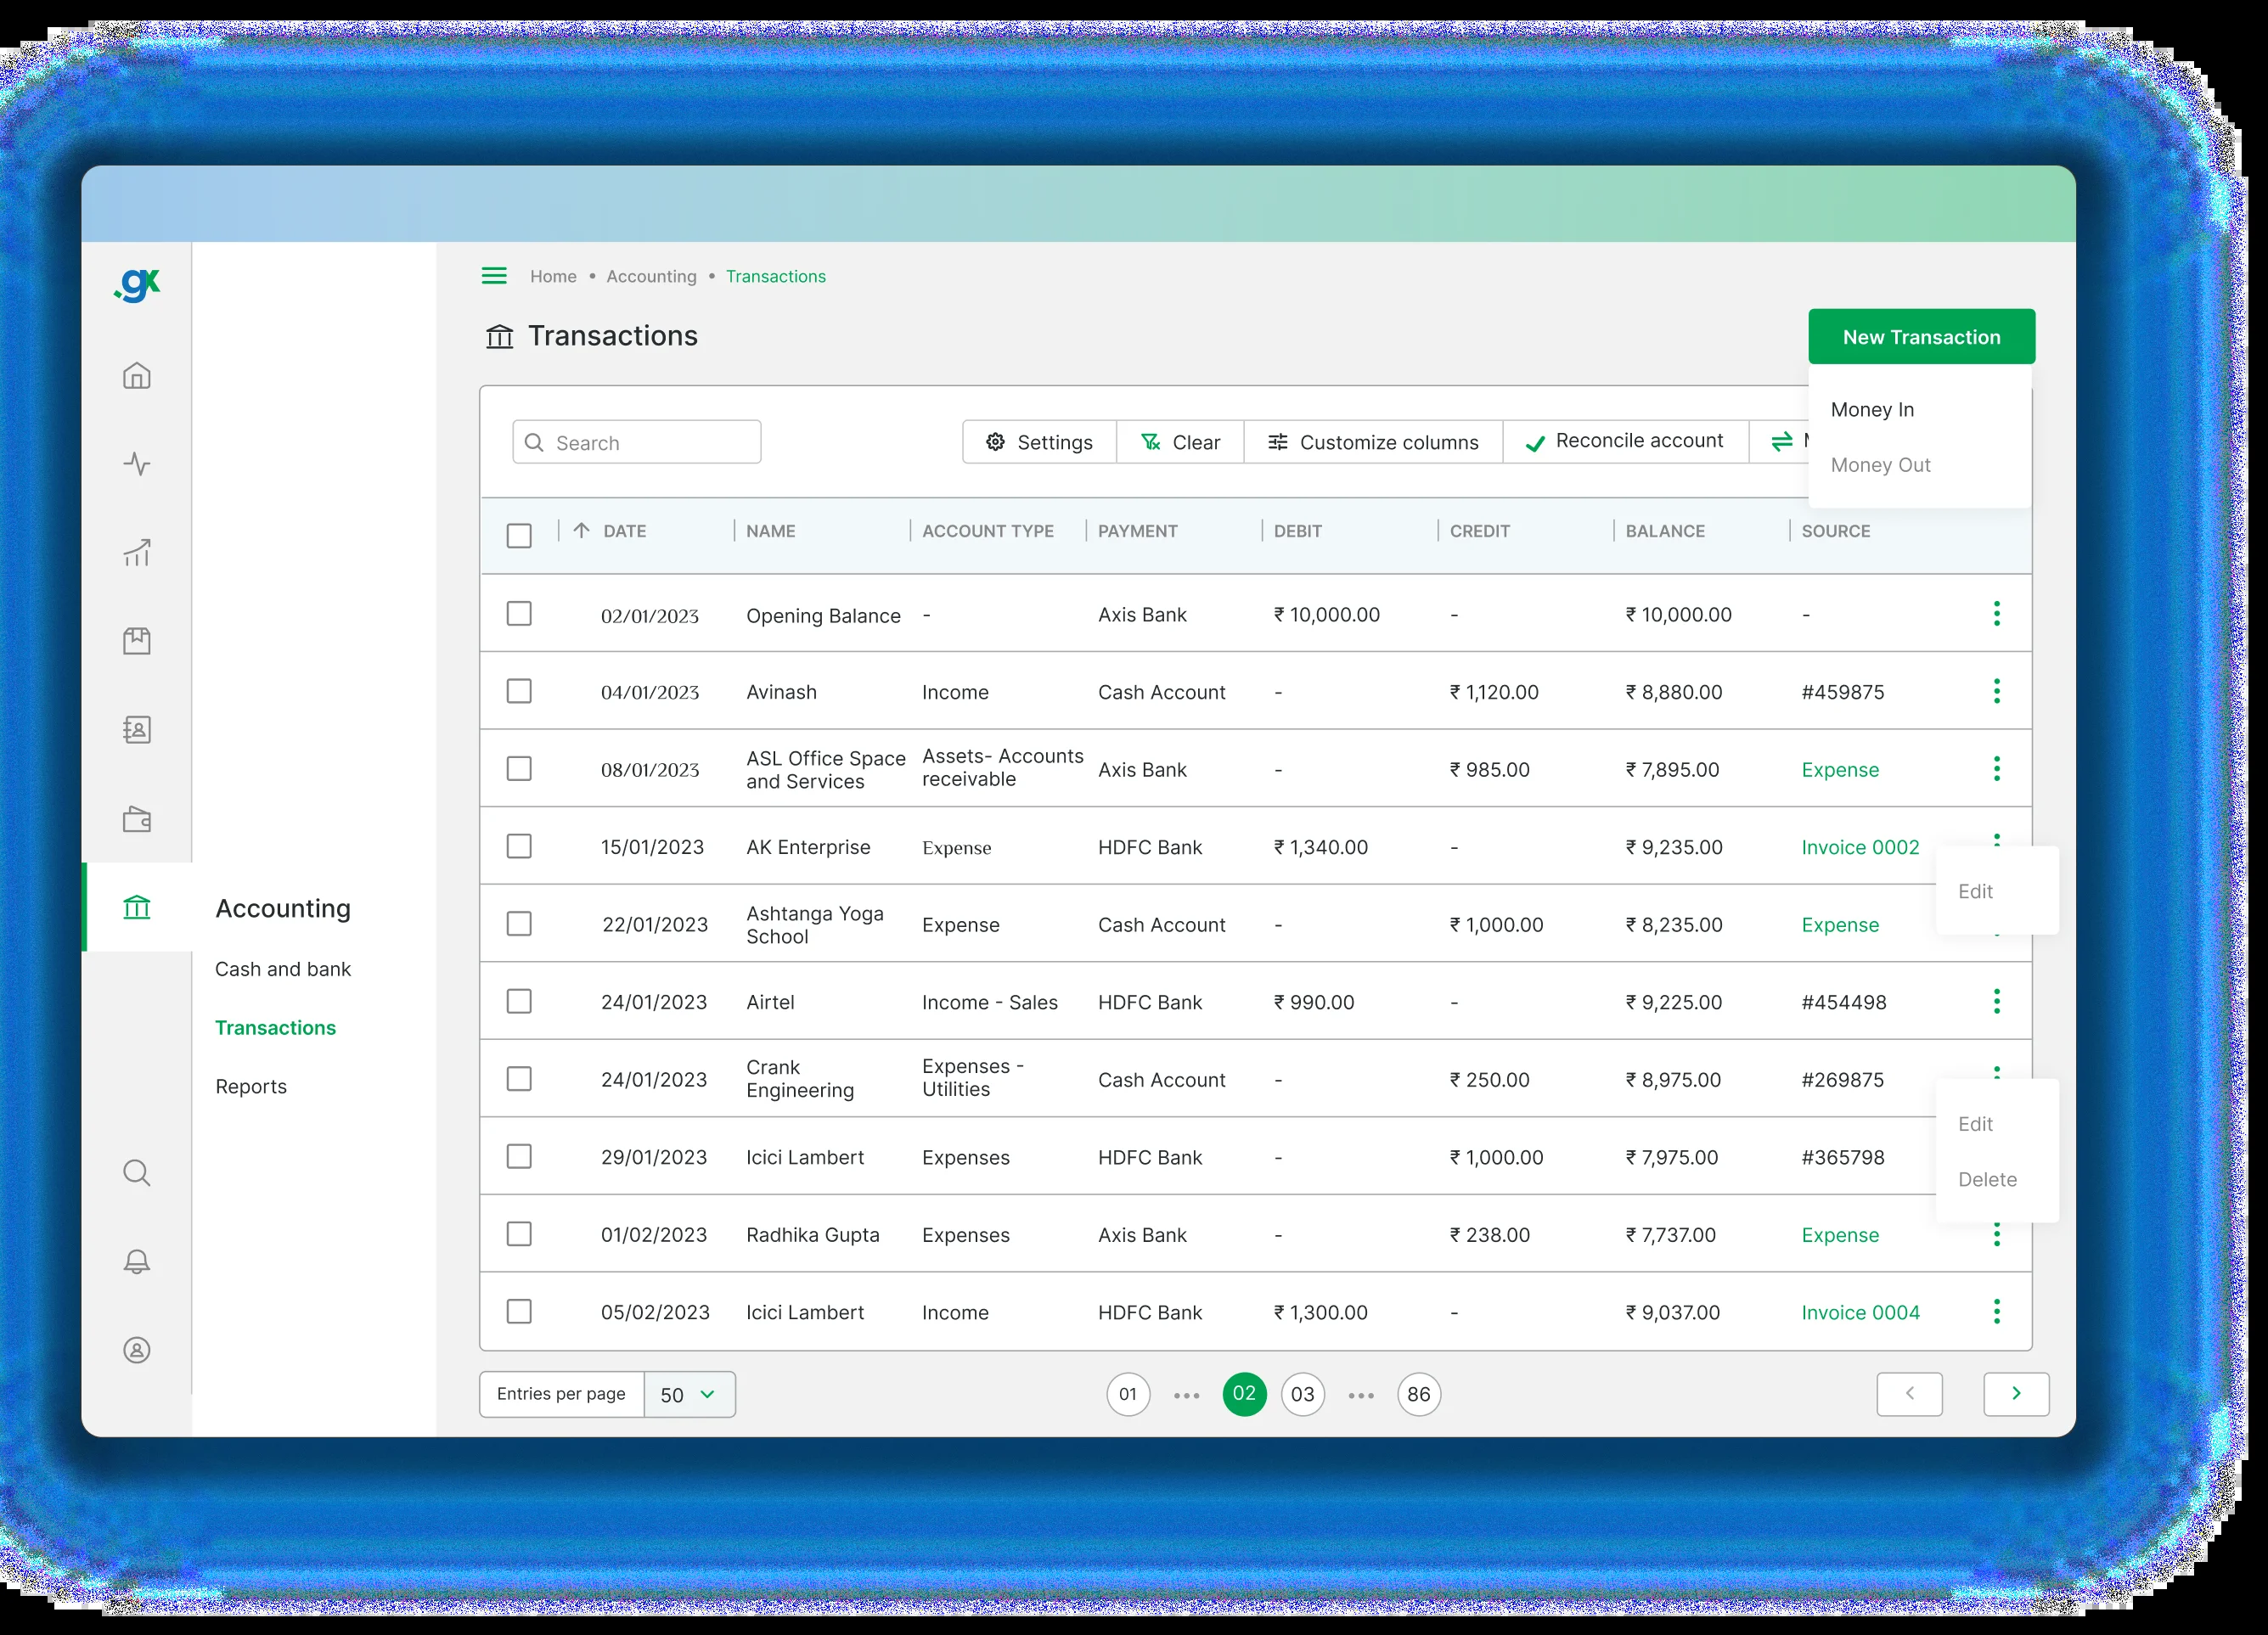 .gx
Home • Accounting • Transactions
Transactions
New Transaction
Money In
Money Out
Search
Settings
Clear
Customize columns
Reconcile account
DATE NAME ACCOUNT TYPE PAYMENT DEBIT CREDIT BALANCE SOURCE
02/01/2023 Opening Balance - Axis Bank ₹ 10,000.00 - ₹ 10,000.00 -
04/01/2023 Avinash Income Cash Account - ₹ 1,120.00 ₹ 8,880.00 #459875
08/01/2023 ASL Office Space and Services Assets- Accounts receivable Axis Bank - ₹ 985.00 ₹ 7,895.00 Expense
15/01/2023 AK Enterprise Expense HDFC Bank ₹ 1,340.00 - ₹ 9,235.00 Invoice 0002
Edit
22/01/2023 Ashtanga Yoga School Expense Cash Account - ₹ 1,000.00 ₹ 8,235.00 Expense
24/01/2023 Airtel Income - Sales HDFC Bank ₹ 990.00 - ₹ 9,225.00 #454498
24/01/2023 Crank Engineering Expenses - Utilities Cash Account - ₹ 250.00 ₹ 8,975.00 #269875
Edit
Delete
29/01/2023 Icici Lambert Expenses HDFC Bank - ₹ 1,000.00 ₹ 7,975.00 #365798
01/02/2023 Radhika Gupta Expenses Axis Bank - ₹ 238.00 ₹ 7,737.00 Expense
05/02/2023 Icici Lambert Income HDFC Bank ₹ 1,300.00 - ₹ 9,037.00 Invoice 0004
Accounting
Cash and bank
Transactions
Reports
Entries per page 50
01 ••• 02 03 ••• 86